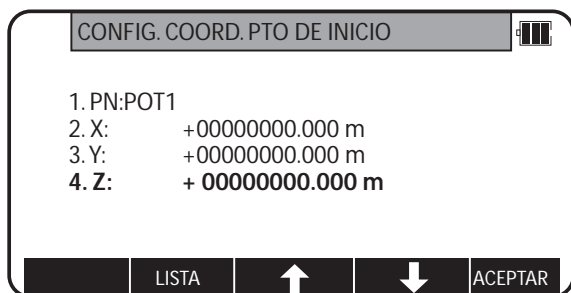 CONFIG. COORD. PTO DE INICIO
1. PN:POT1
2. X: +00000000.000 m
3. Y: +00000000.000 m
4. Z: + 00000000.000 m
LISTA ACEPTAR